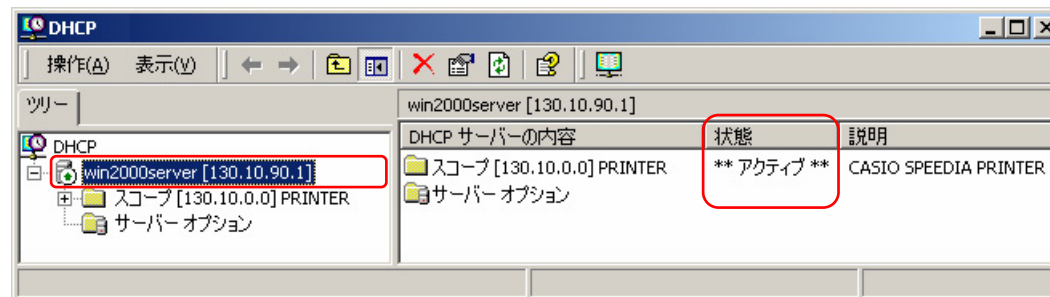 DHCP
操作(A) 表示(V)
ツリー
win2000server [130.10.90.1]
DHCP
win2000server [130.10.90.1]
スコープ [130.10.0.0] PRINTER
サーバー オプション
DHCP サーバーの内容 状態 説明
スコープ [130.10.0.0] PRINTER ** アクティブ ** CASIO SPEEDIA PRINTER
サーバー オプション